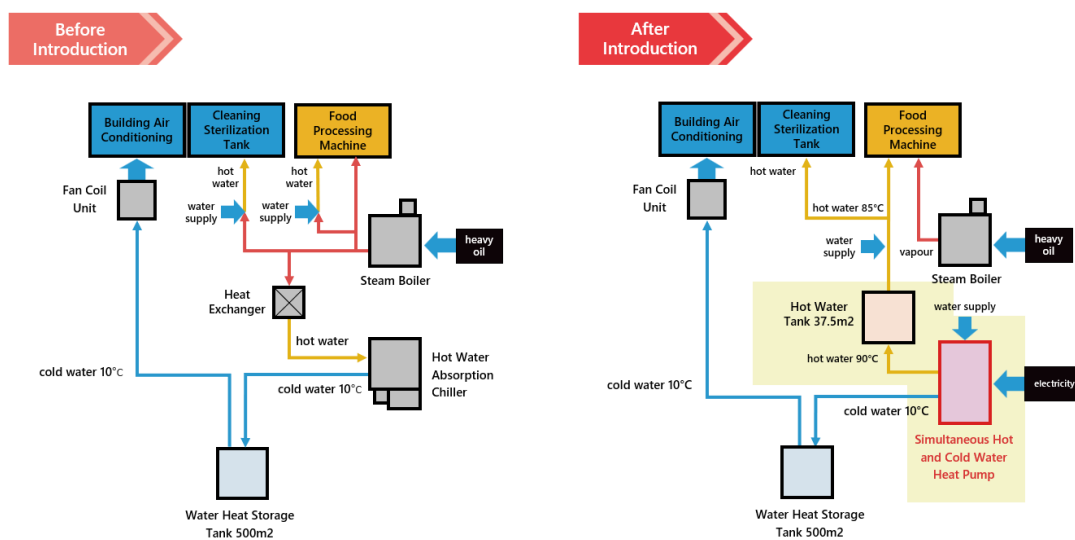 Before
Introduction
Building Air
Conditioning
Cleaning
Sterilization
Tank
Food
Processing
Machine
Fan Coil
Unit
hot
water
hot
water
water
supply
water
supply
heavy
oil
Steam Boiler
Heat
Exchanger
hot water
Hot Water
Absorption
Chiller
cold water 10°C
cold water 10°C
Water Heat Storage
Tank 500m2
After
Introduction
Building Air
Conditioning
Cleaning
Sterilization
Tank
Food
Processing
Machine
Fan Coil
Unit
hot water
hot water 85°C
water
supply
vapour
heavy
oil
Steam Boiler
Hot Water
Tank 37.5m2
water supply
hot water 90°C
electricity
cold water 10°C
cold water 10°C
Simultaneous Hot
and Cold Water
Heat Pump
Water Heat Storage
Tank 500m2